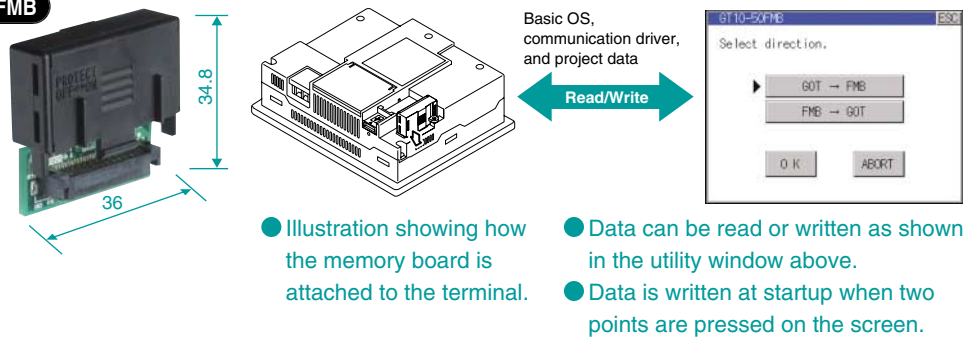 FMB
PROTECT
OFF↔ON
34.8
36
Basic OS,
communication driver,
and project data
Read/Write
GT10-50FMB
ESC
Select direction.
GOT → FMB
FMB → GOT
O K
ABORT
● Illustration showing how
the memory board is
attached to the terminal.
● Data can be read or written as shown
in the utility window above.
● Data is written at startup when two
points are pressed on the screen.